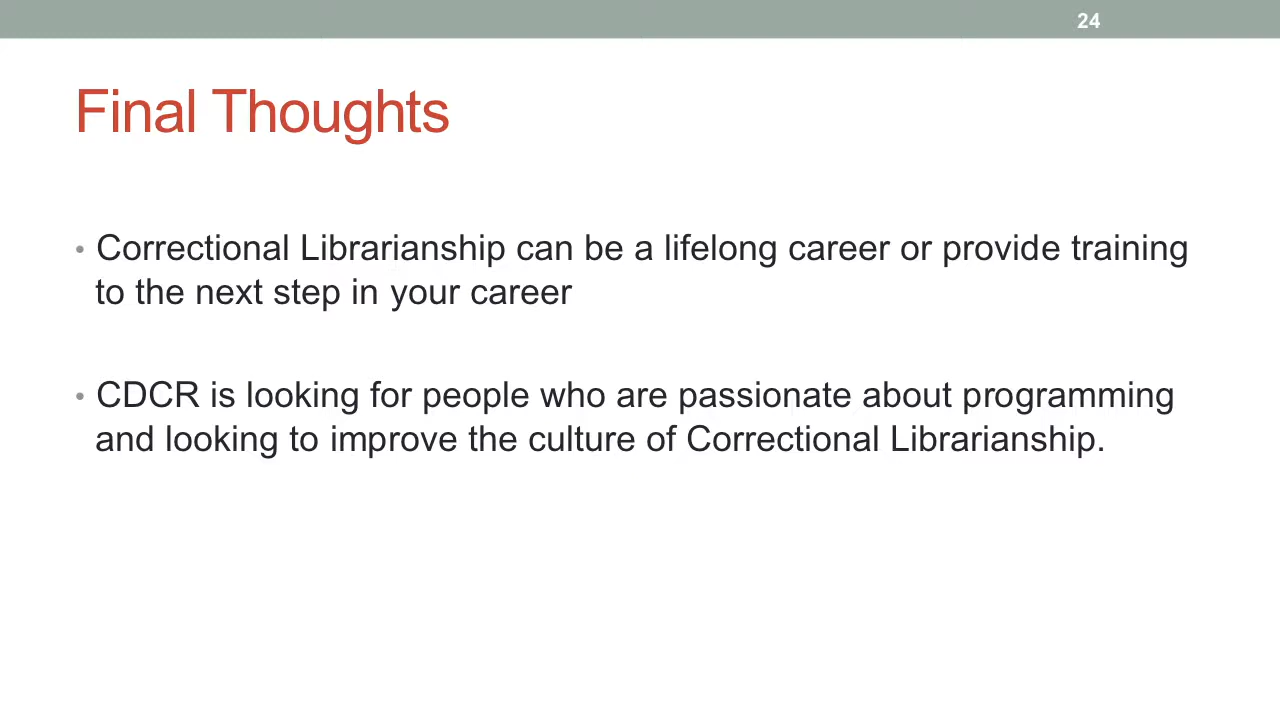 24
Final Thoughts
• Correctional Librarianship can be a lifelong career or provide training
to the next step in your career
• CDCR is looking for people who are passionate about programming
and looking to improve the culture of Correctional Librarianship.